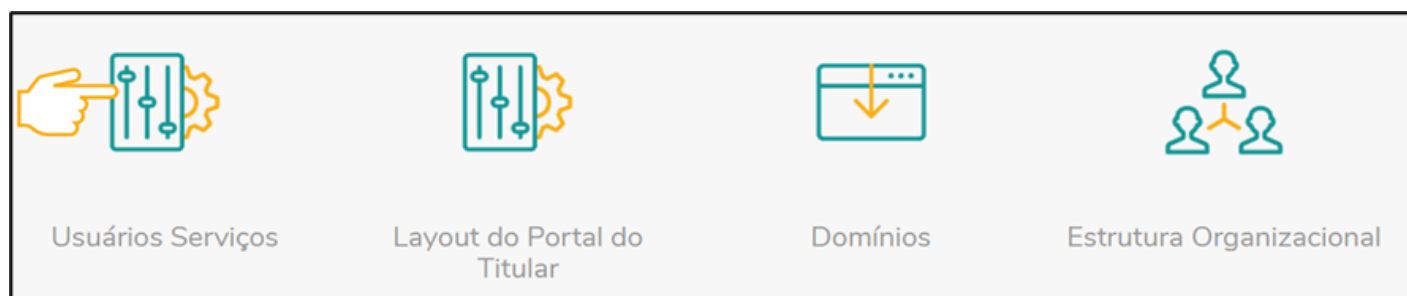 Usuários Serviços
Layout do Portal do
Titular
Domínios
Estrutura Organizacional